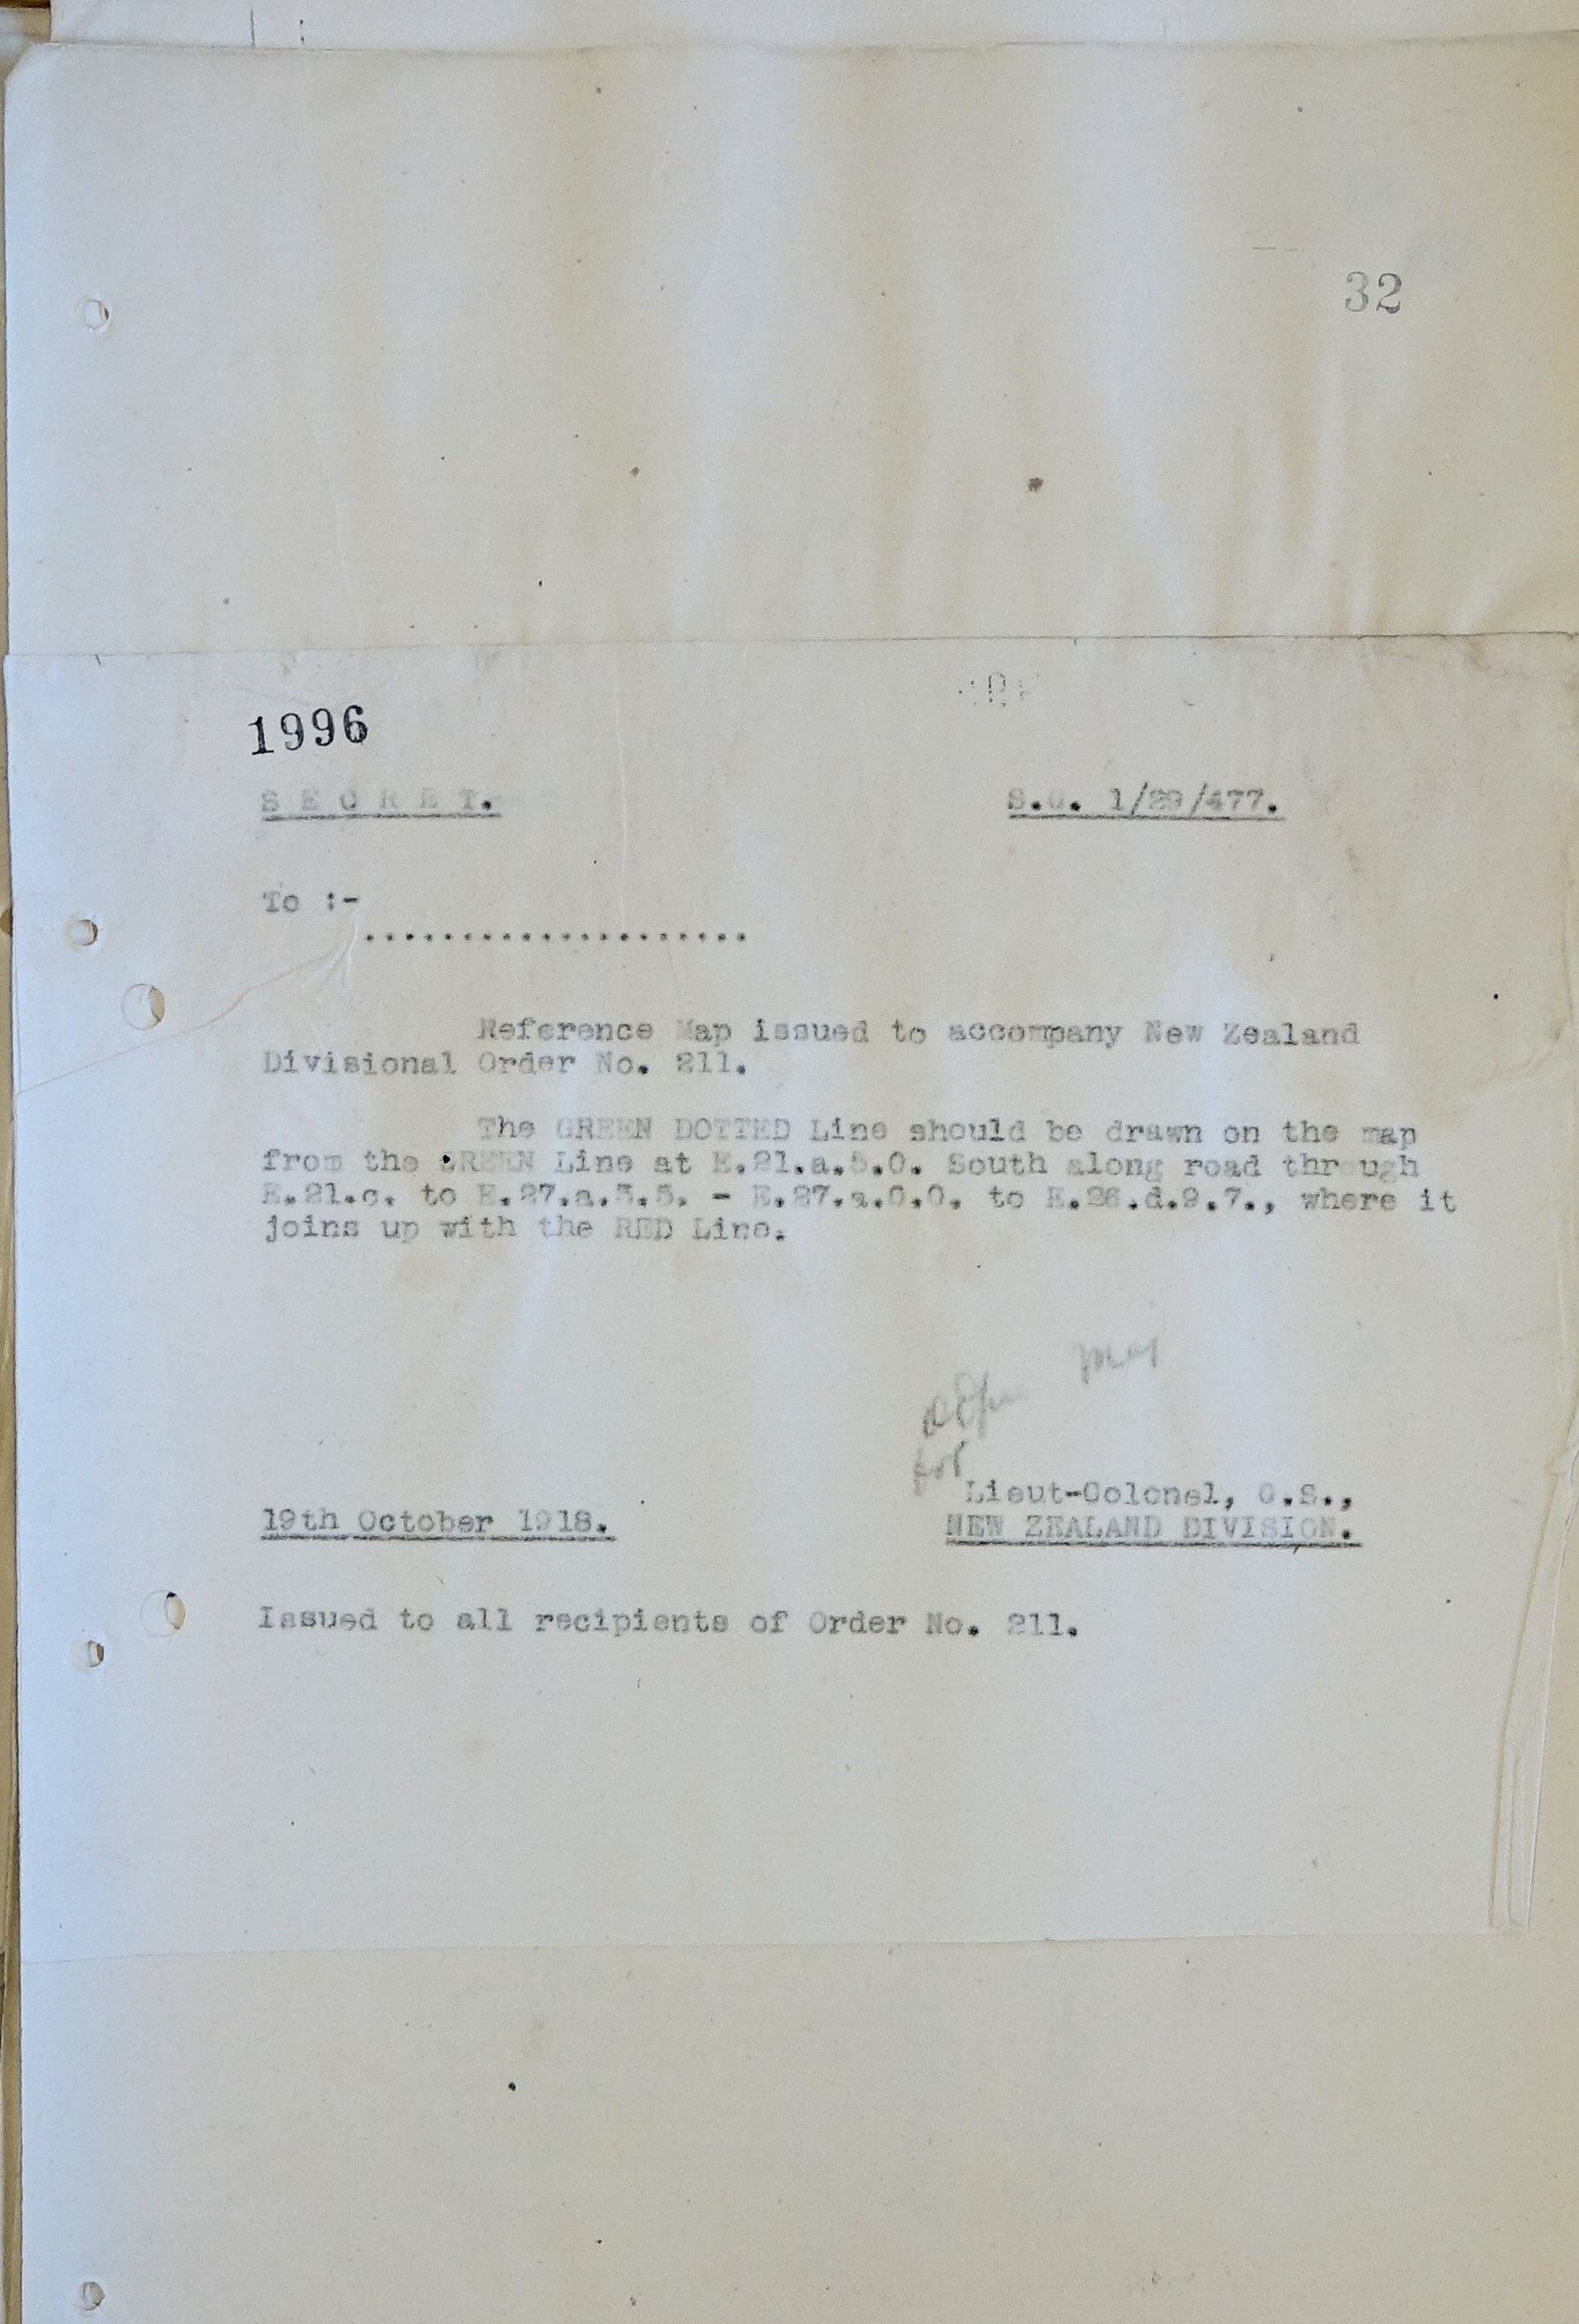 32
1996
S E C R E T.
S.G. 1/29/477.
To :-
.....................
Reference Map issued to accompany New Zealand
Divisional Order No. 211.
The GREEN DOTTED Line should be drawn on the map
from the GREEN Line at E.21.a.5.0. South along road through
E.21.c. to E.27.a.5.5. - E.27.a.0.0. to E.26.d.9.7., where it
joins up with the RED Line.
Maj
for
Lieut-Colonel, G.S.,
19th October 1918.
NEW ZEALAND DIVISION.
Issued to all recipients of Order No. 211.